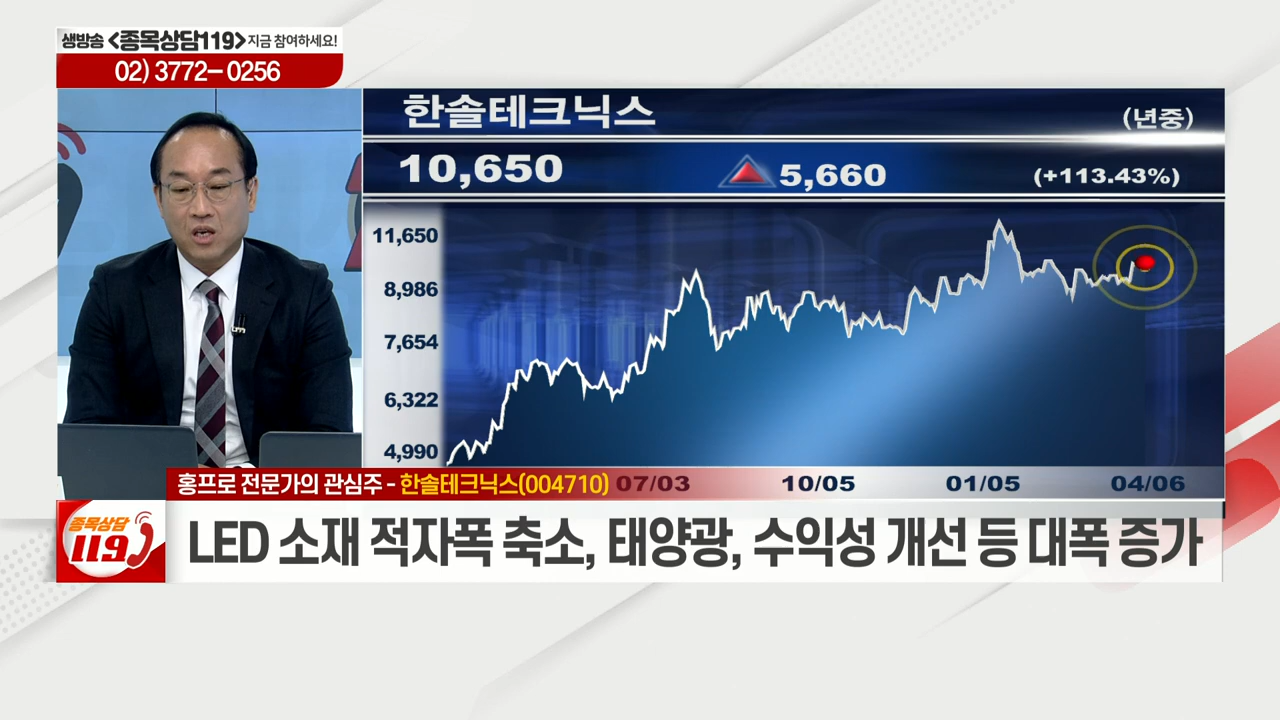 생방송 <종목상담119> 지금 참여하세요!
02) 3772-0256
한솔테크닉스
(년중)
10,650
5,660
(+113.43%)
11,650
8,986
7,654
6,322
4,990
07/03
10/05
01/05
04/06
홍프로 전문가의 관심주 - 한솔테크닉스(004710)
종목상담
119
LED 소재 적자폭 축소, 태양광, 수익성 개선 등 대폭 증가